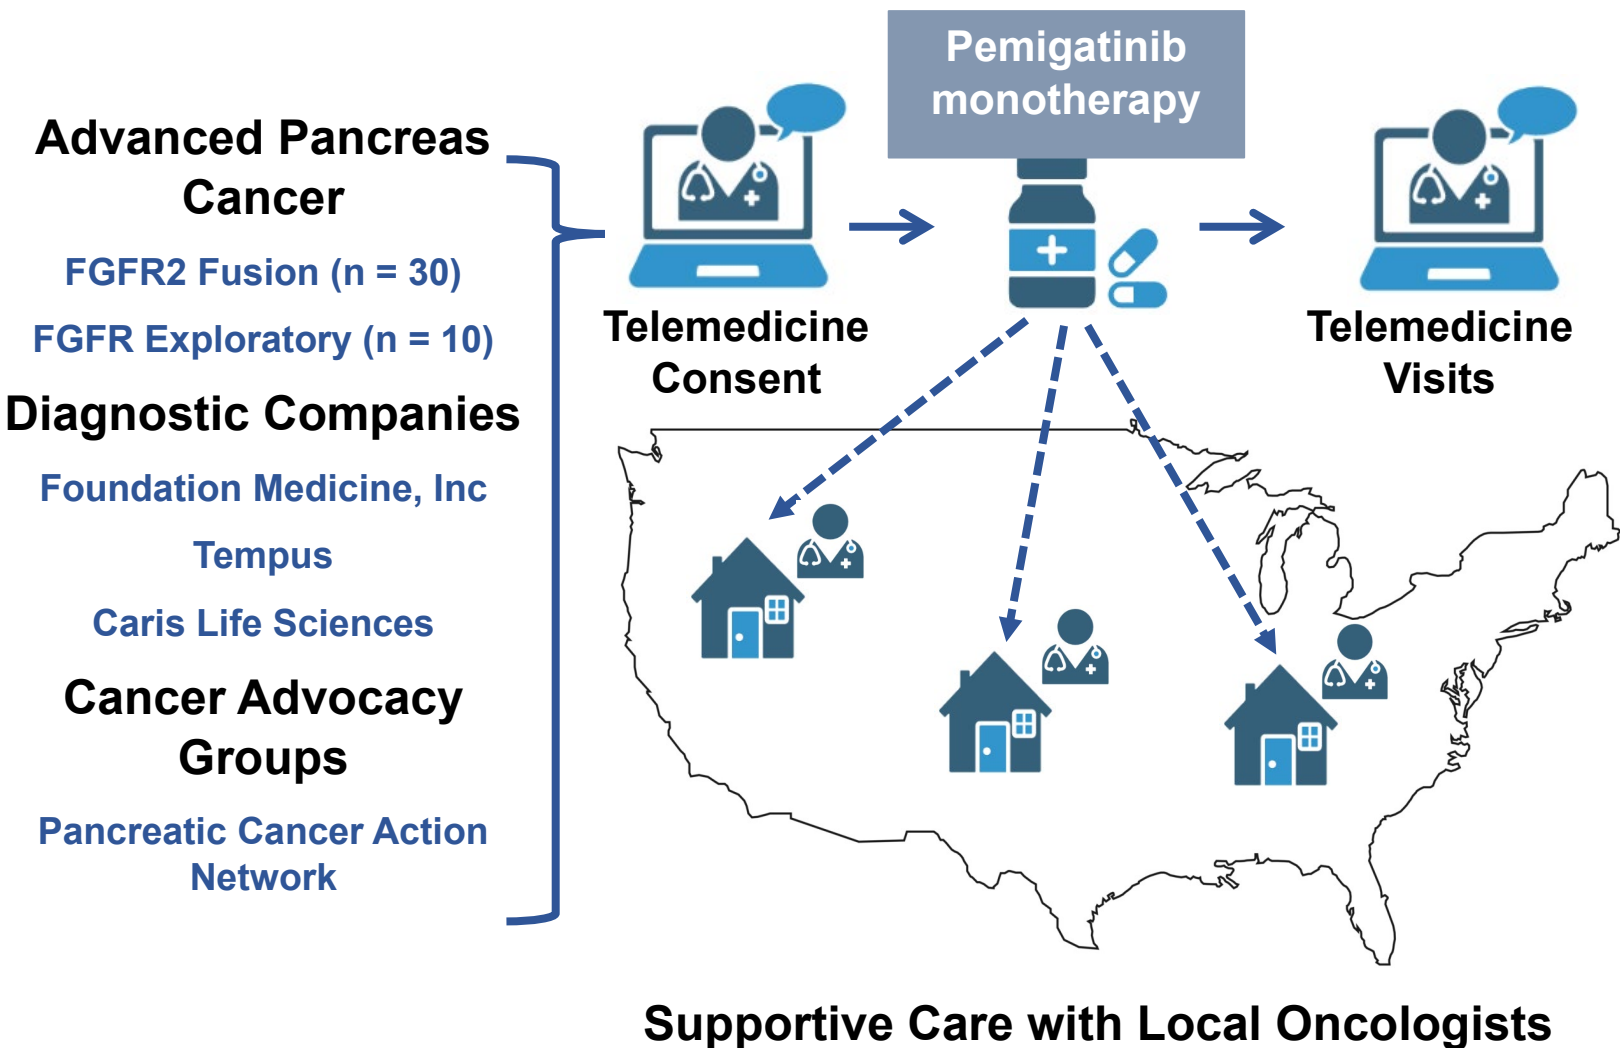 Advanced Pancreas
Cancer
FGFR2 Fusion (n = 30)
FGFR Exploratory (n = 10)
Diagnostic Companies
Foundation Medicine, Inc
Tempus
Caris Life Sciences
Cancer Advocacy
Groups
Pancreatic Cancer Action
Network
Telemedicine
Consent
Pemigatinib
monotherapy
Telemedicine
Visits
Supportive Care with Local Oncologists